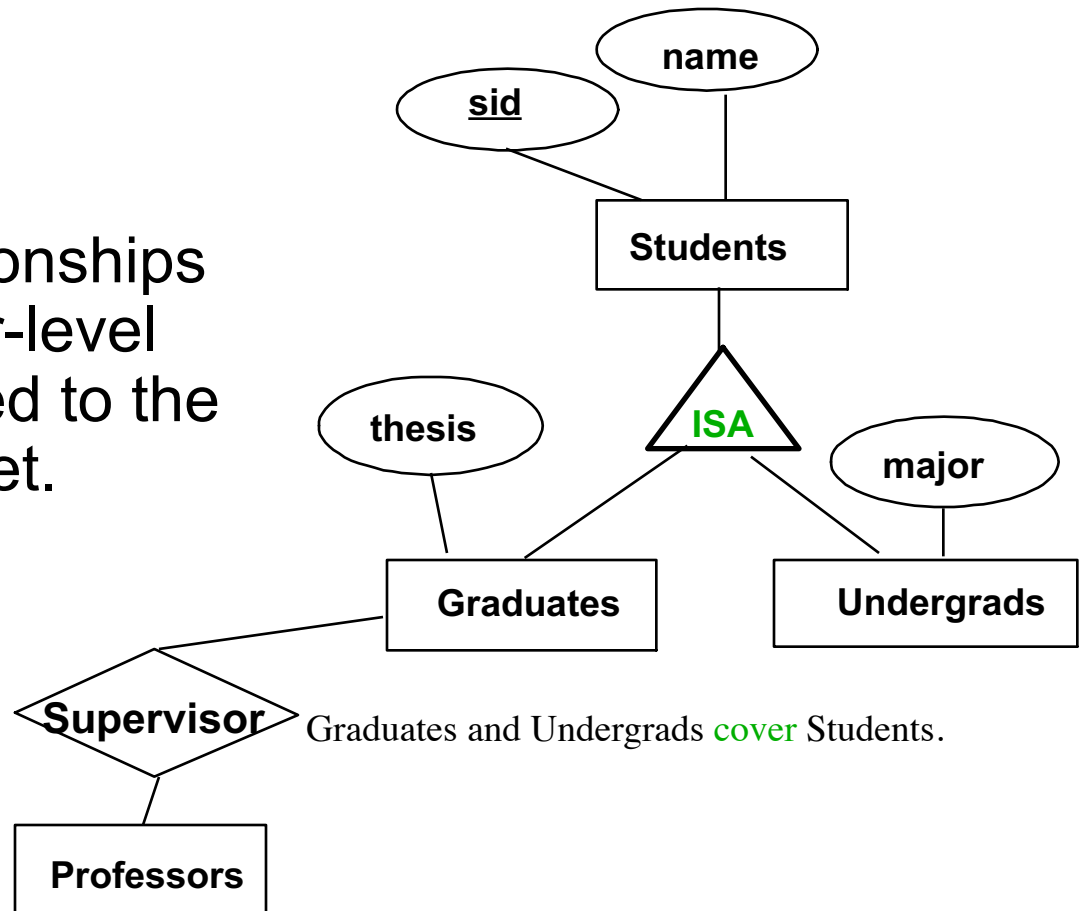 name
sid
Students
onships
r-level
ed to the
et.
ISA
thesis
major
Graduates
Undergrads
Supervisor
Graduates and Undergrads cover Students.
Professors